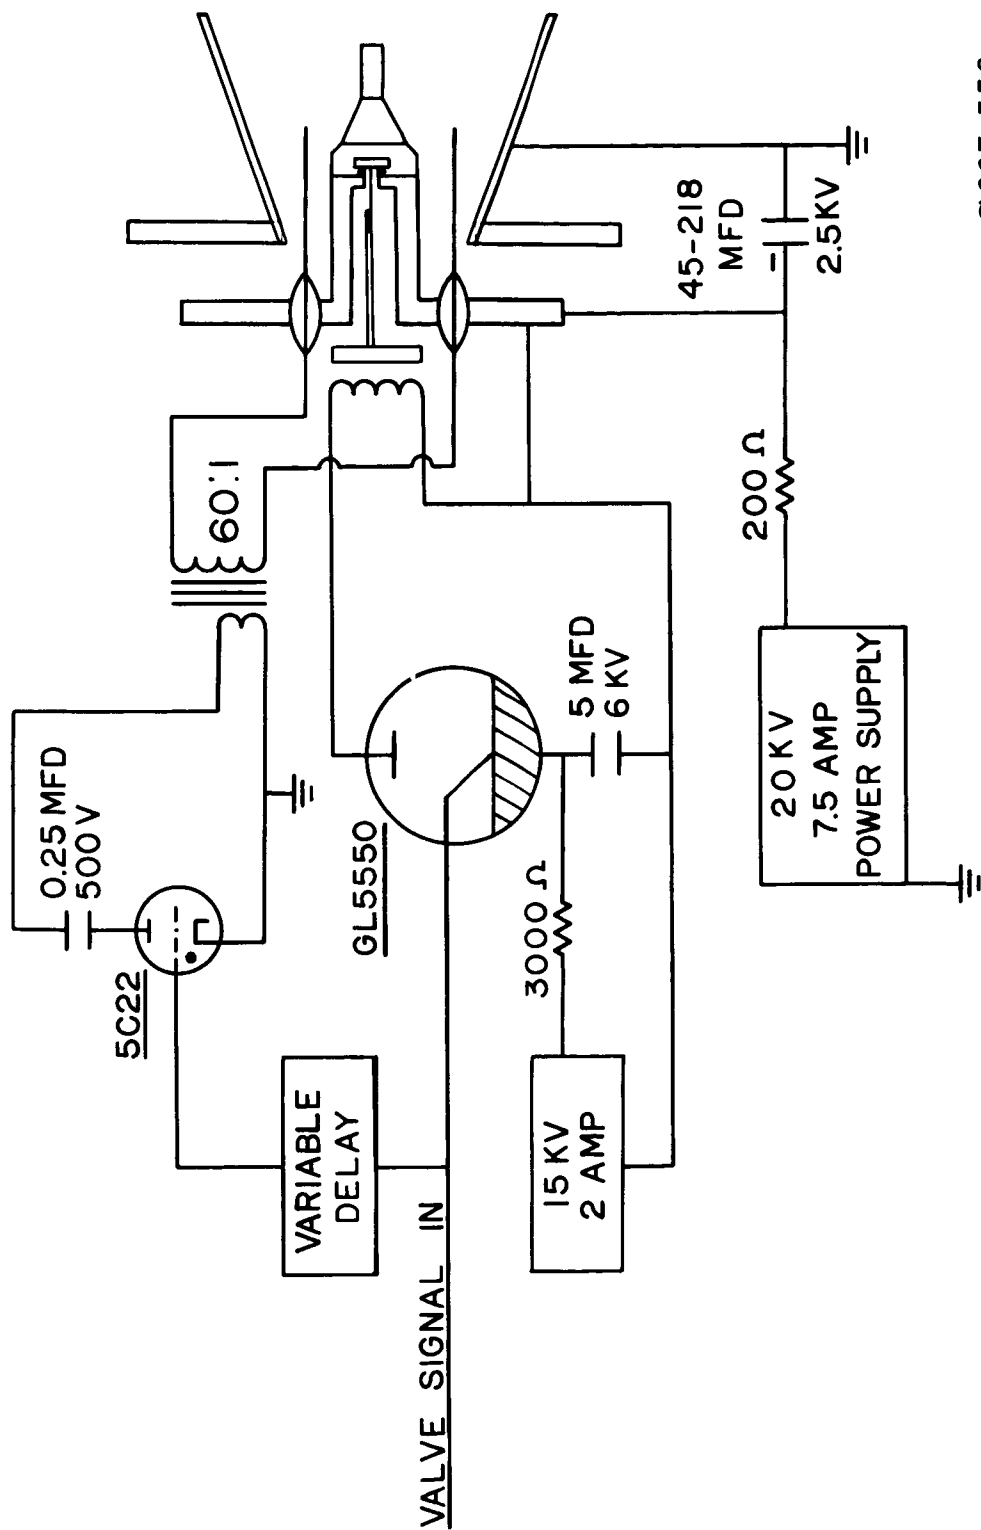 60:1
0.25 MFD
500 V
5C22
GL5550
VARIABLE
DELAY
VALVE SIGNAL IN
5 MFD
6 KV
3000 Ω
15 KV
2 AMP
45-218
MFD
–
2.5KV
200 Ω
20 KV
7.5 AMP
POWER SUPPLY